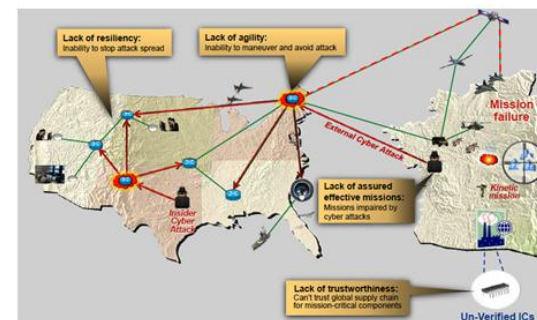 Lack of resiliency:
Inability to stop attack spread
Lack of agility:
Inability to maneuver and avoid attack
Mission
failure
External Cyber Attack
Kinetic
mission
Lack of assured
effective missions:
Missions impaired by
cyber attacks
Insider
Cyber
Attack
Lack of trustworthiness:
Can't trust global supply chain
for mission-critical components
Un-Verified ICs